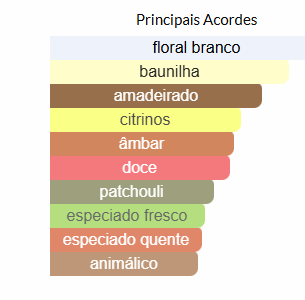 Principais Acordes
floral branco
baunilha
amadeirado
citrinos
âmbar
doce
patchouli
especiado fresco
especiado quente
animálico